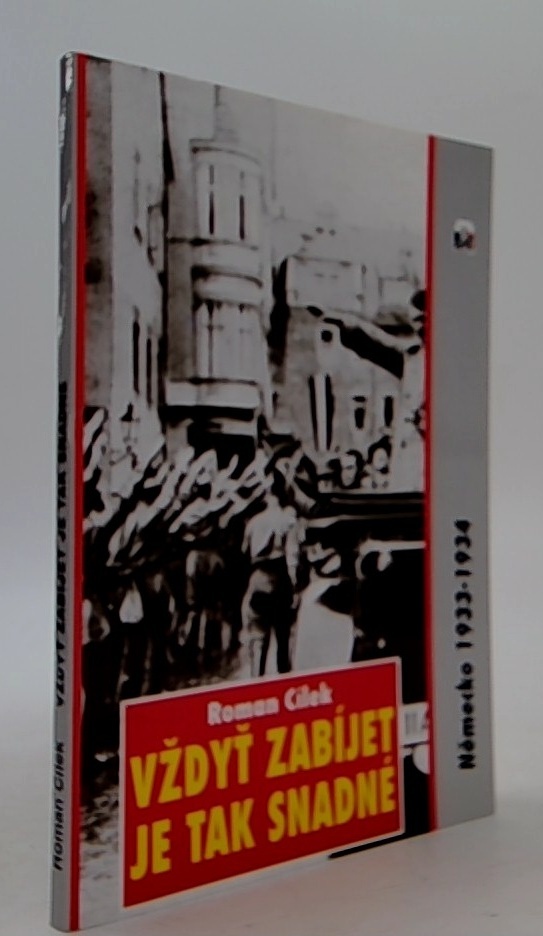 Roman Cílek
VŽDYŤ ZABÍJET
JE TAK SNADNÉ
Německo 1933-1934
Roman Cílek VŽDYŤ ZABÍJET JE TAK SNADNÉ